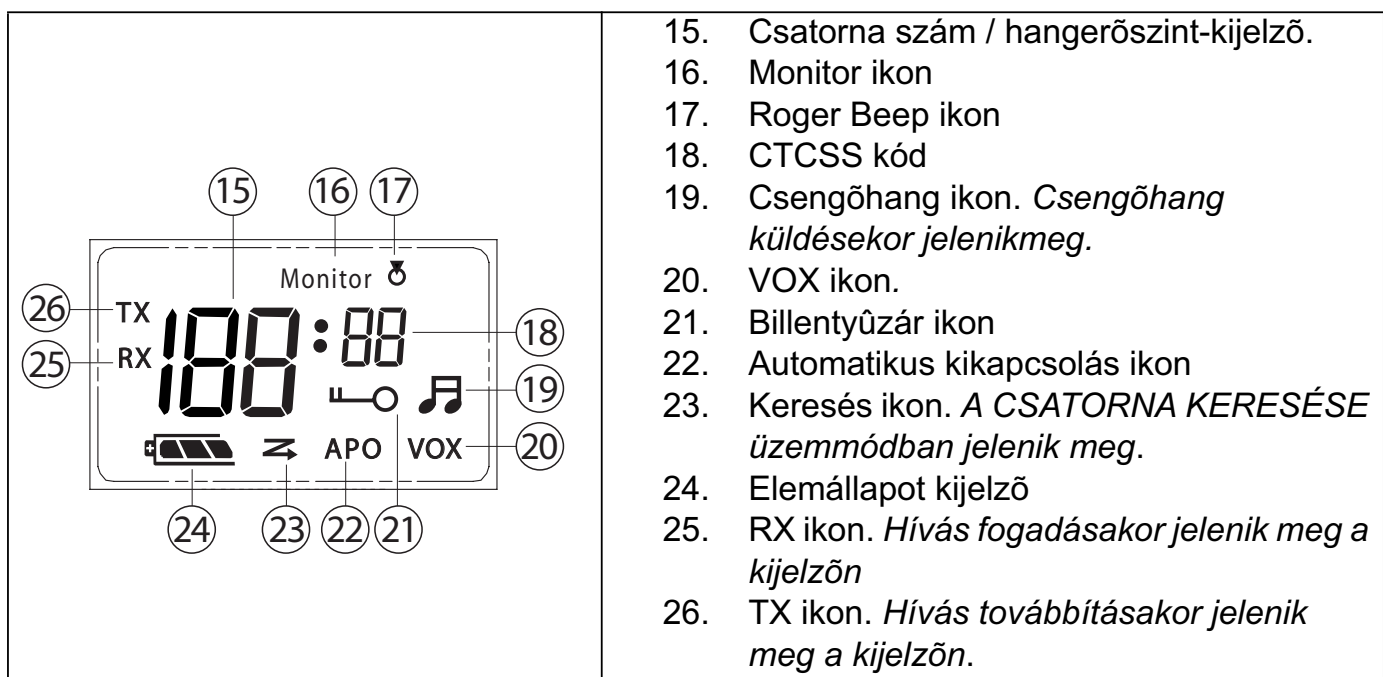 15
16
17
Monitor
26
TX
188:88
18
25
RX
19
APO
VOX
20
24
23
22
21
15. Csatorna szám / hangerõszint-kijelzõ.
16. Monitor ikon
17. Roger Beep ikon
18. CTCSS kód
19. Csengõhang ikon. Csengõhang
küldésekor jelenikmeg.
20. VOX ikon.
21. Billentyûzár ikon
22. Automatikus kikapcsolás ikon
23. Keresés ikon. A CSATORNA KERESÉSE
üzemmódban jelenik meg.
24. Elemállapot kijelzõ
25. RX ikon. Hívás fogadásakor jelenik meg a
kijelzõn
26. TX ikon. Hívás továbbításakor jelenik
meg a kijelzõn.